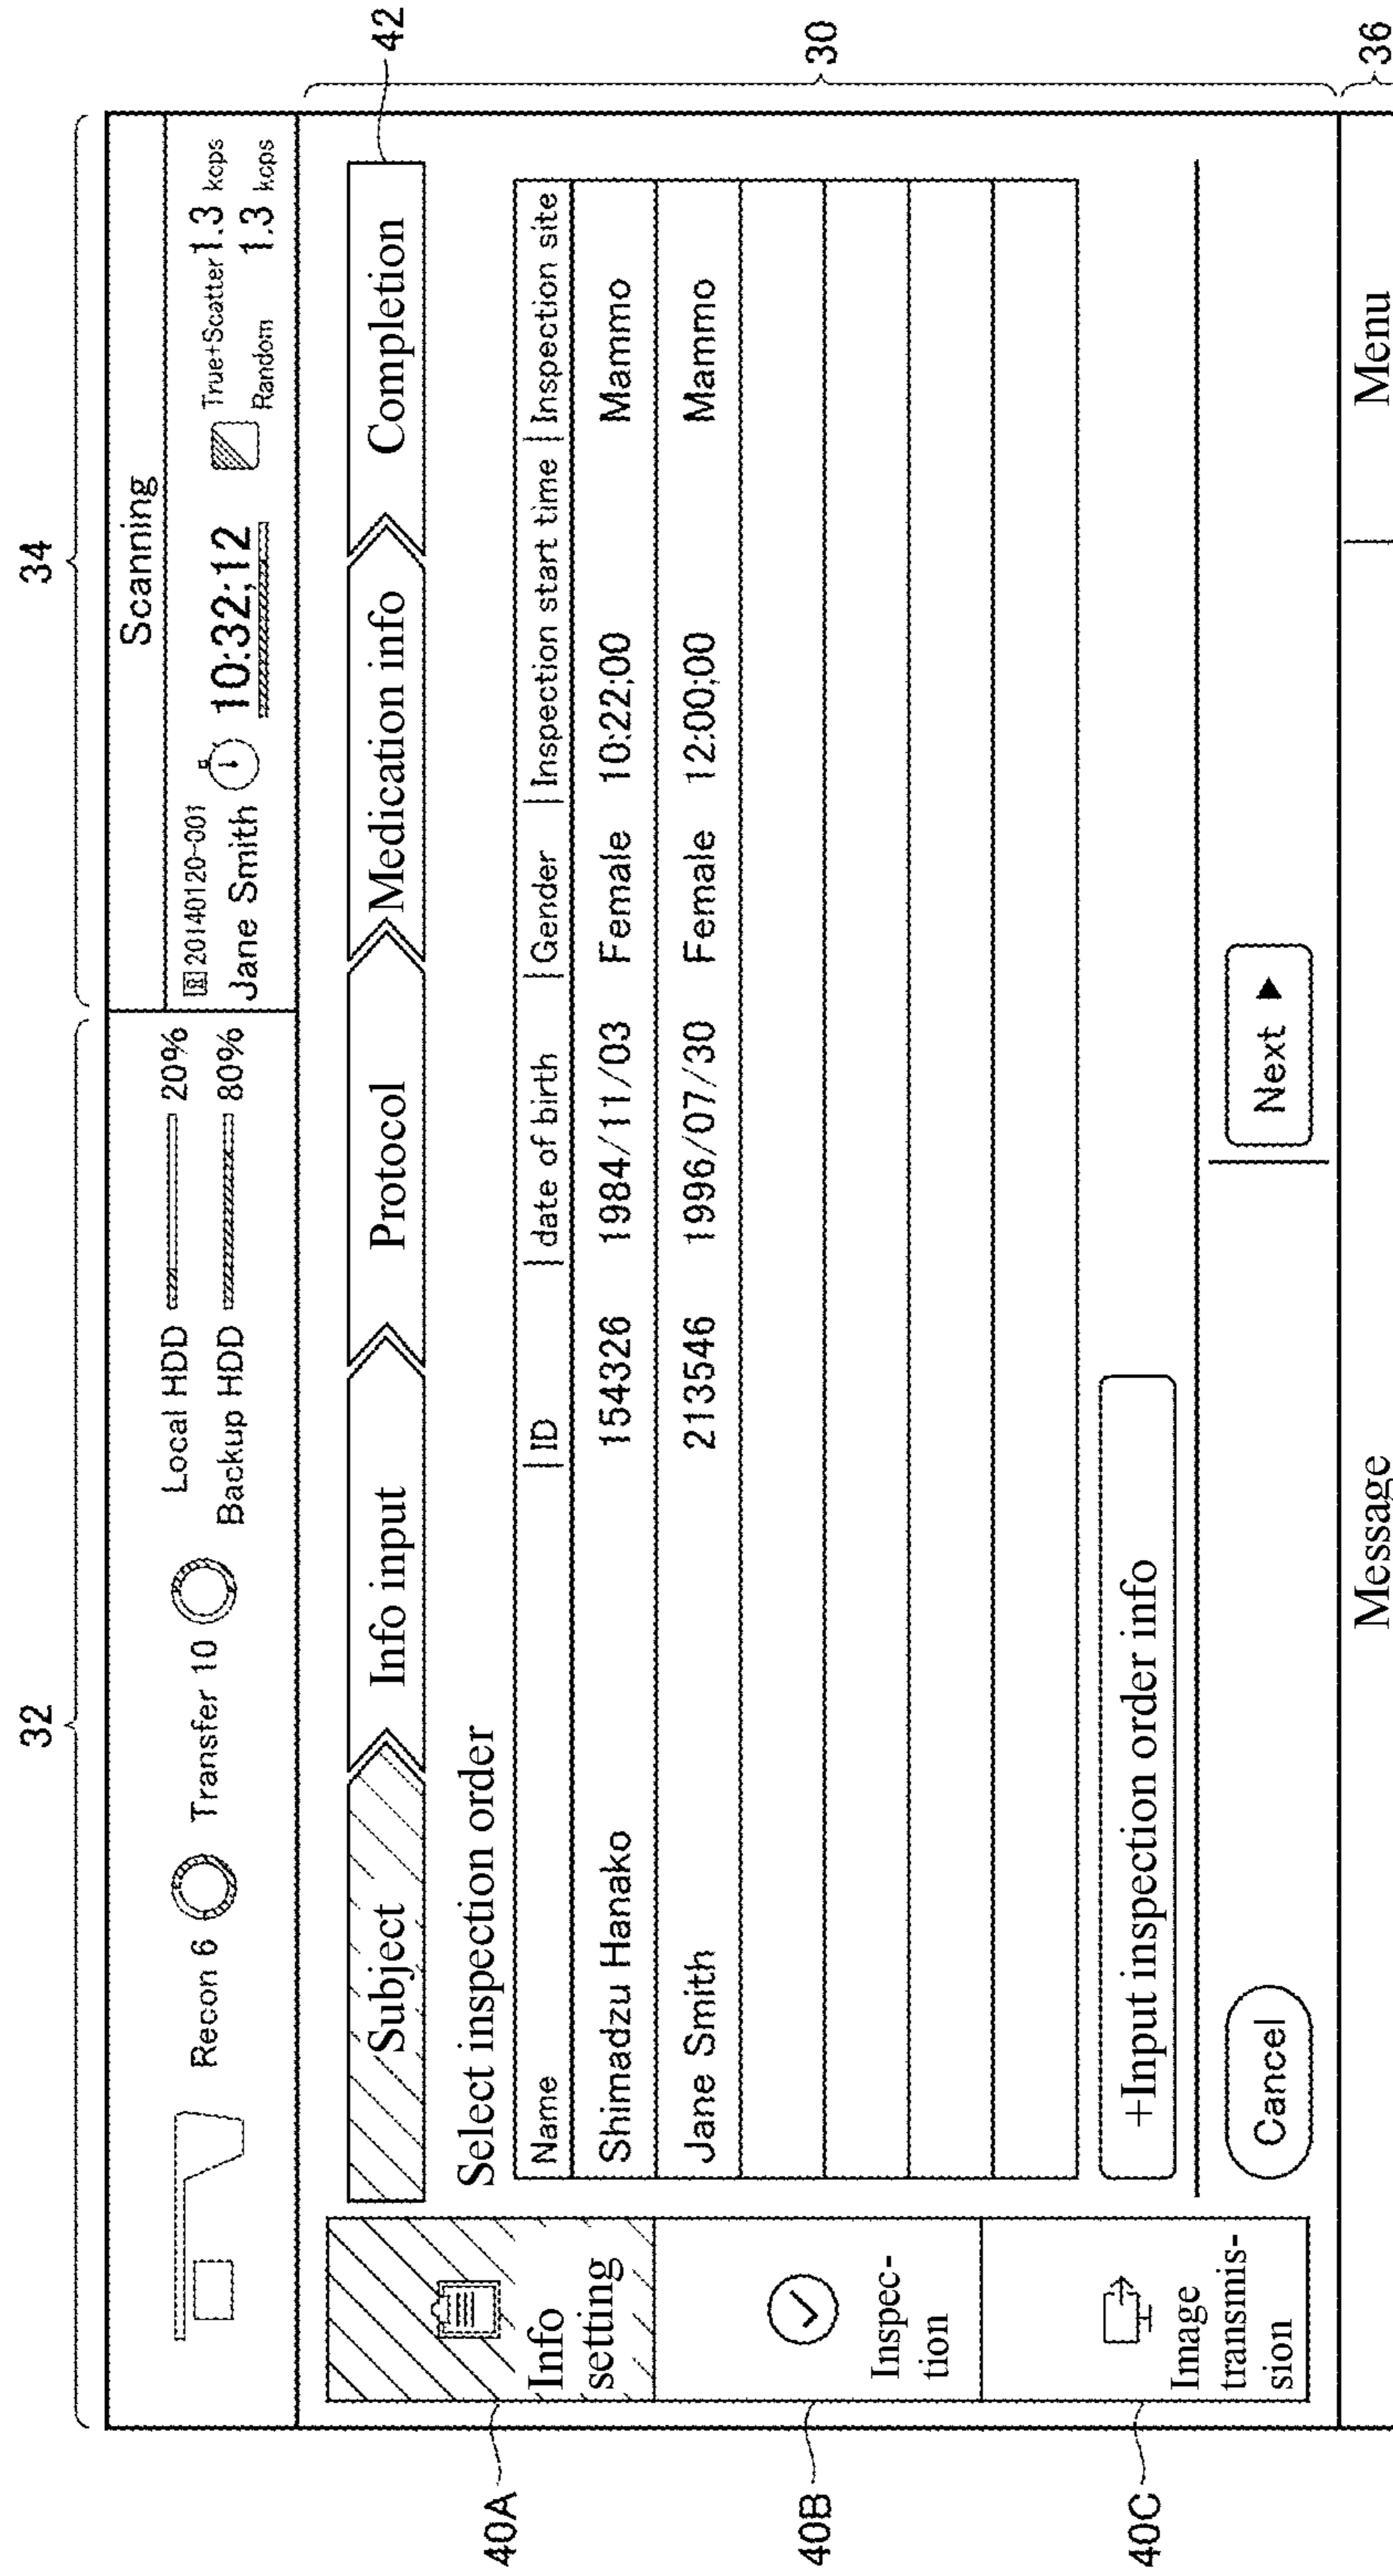 32
34
Recon 6
Transfer 10
Local HDD
20%
Backup HDD
80%
Scanning
20140120-001
Jane Smith
10:32;12
True+Scatter 1.3 kcps
Random 1.3 kcps
42
30
36
40A
40B
40C
Info
setting
Inspec-
tion
Image
transmis-
sion
Subject
Info input
Protocol
Medication info
Completion
Select inspection order
Name | ID | date of birth | Gender | Inspection start time | Inspection site
Shimadzu Hanako 154326 1984/11/03 Female 10:22;00 Mammo
Jane Smith 213546 1996/07/30 Female 12:00;00 Mammo
+Input inspection order info
Cancel
Next ▶
Message
Menu